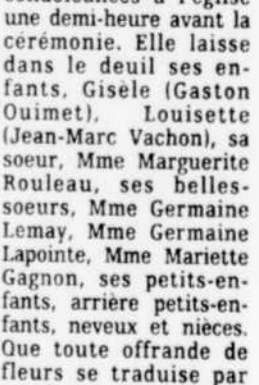 condoléances à l'église
une demi-heure avant la
cérémonie. Elle laisse
dans le deuil ses en-
fants, Gisèle (Gaston
Ouimet), Louisette
(Jean-Marc Vachon), sa
soeur, Mme Marguerite
Rouleau, ses belles-
soeurs, Mme Germaine
Lemay, Mme Germaine
Lapointe, Mme Mariette
Gagnon, ses petits-en-
fants, arrière petits-en-
fants, neveux et nièces.
Que toute offrande de
fleurs se traduise par